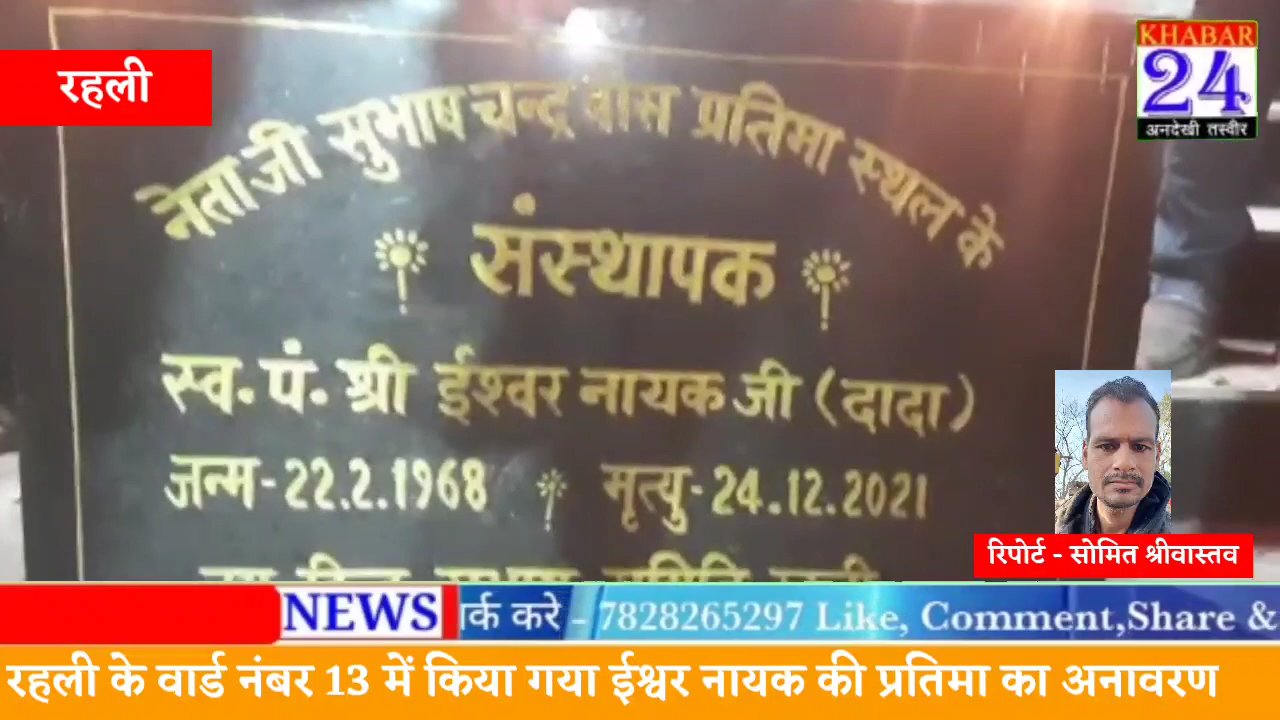 रहली
KHABAR
24
अनदेखी तस्वीर
नेताजी सुभाष चन्द्र बोस प्रतिमा स्थल के
संस्थापक
स्व. पं. श्री ईश्वर नायक जी (दादा)
जन्म-22.2.1968 मृत्यु-24.12.2021
रिपोर्ट - सोमित श्रीवास्तव
NEWS र्क करे - 7828265297 Like, Comment,Share &
रहली के वार्ड नंबर 13 में किया गया ईश्वर नायक की प्रतिमा का अनावरण